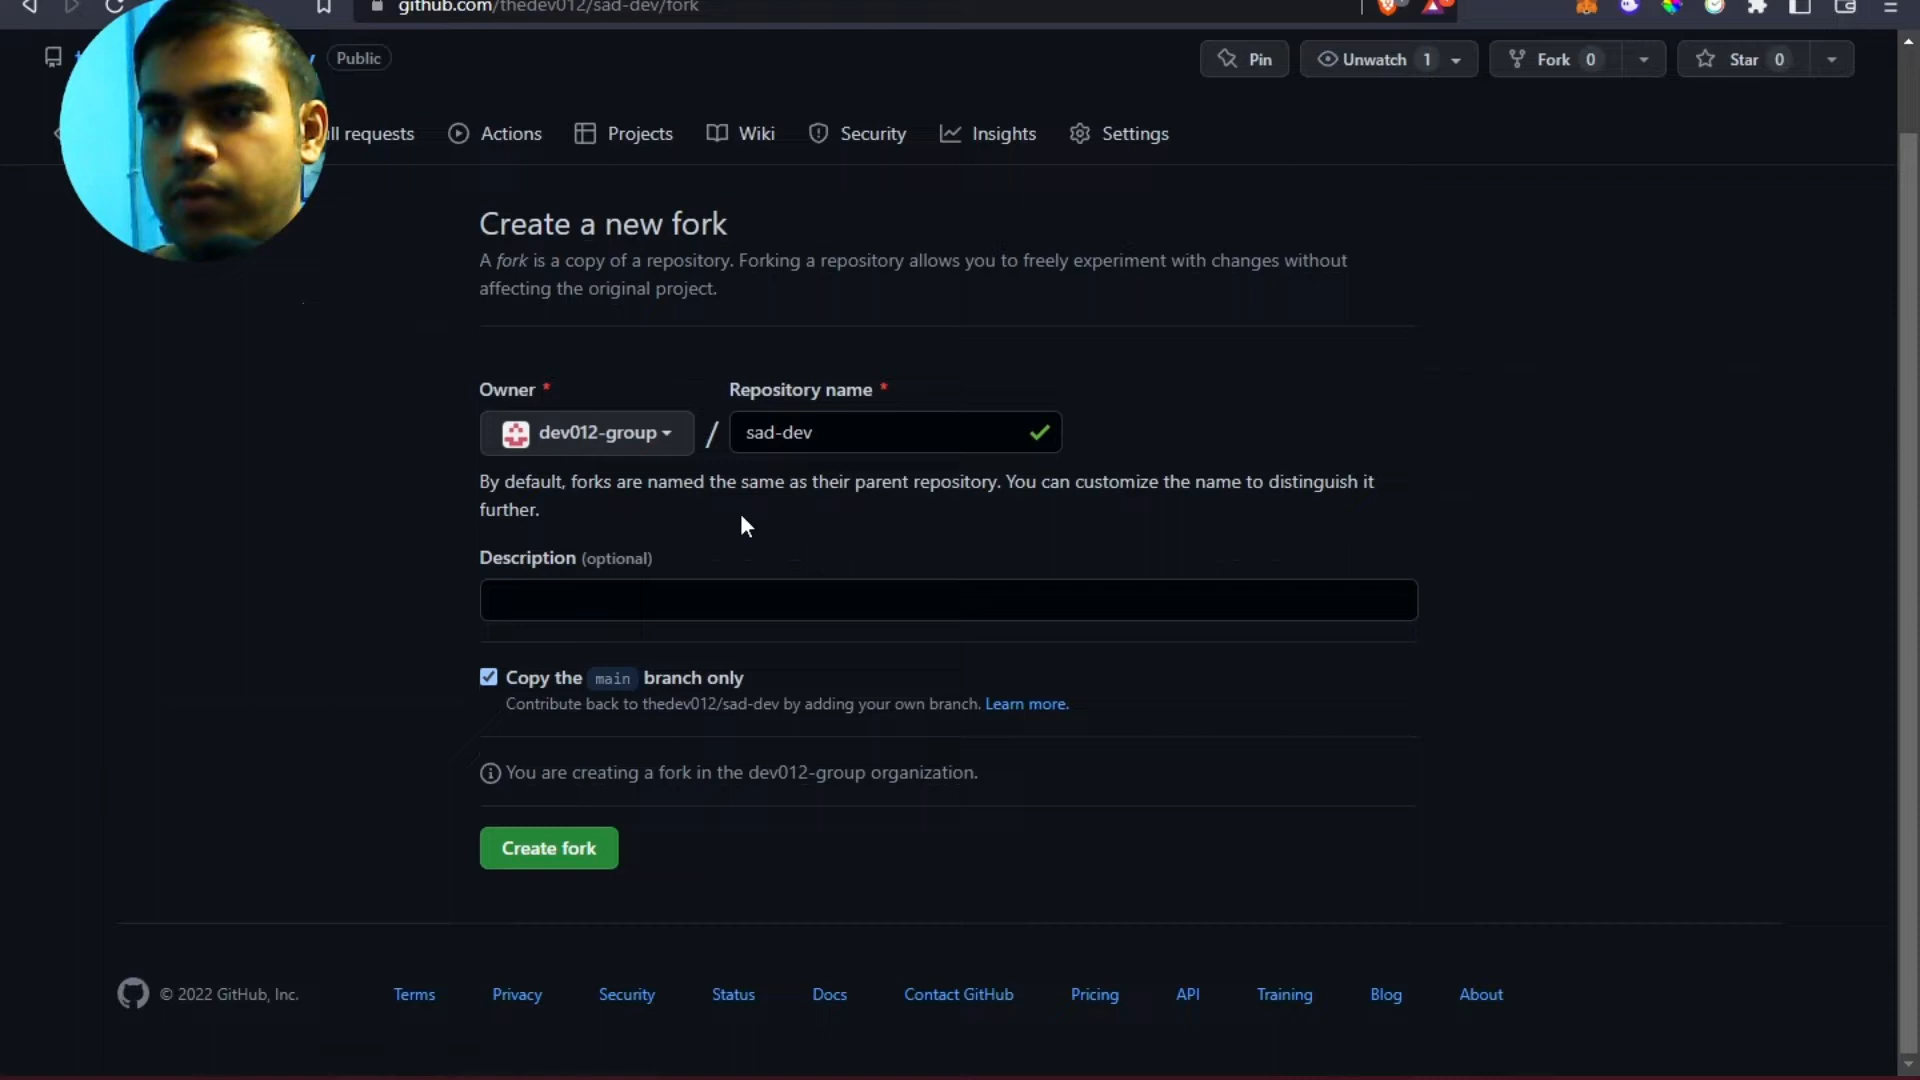 github.com/thedev012/sad-dev/fork
Public
Pin
Unwatch 1
Fork 0
Star 0
ll requests
Actions
Projects
Wiki
Security
Insights
Settings
Create a new fork
A fork is a copy of a repository. Forking a repository allows you to freely experiment with changes without
affecting the original project.
Owner *
Repository name *
dev012-group / sad-dev
By default, forks are named the same as their parent repository. You can customize the name to distinguish it
further.
Description (optional)
Copy the main branch only
Contribute back to thedev012/sad-dev by adding your own branch. Learn more.
You are creating a fork in the dev012-group organization.
Create fork
© 2022 GitHub, Inc.
Terms
Privacy
Security
Status
Docs
Contact GitHub
Pricing
API
Training
Blog
About